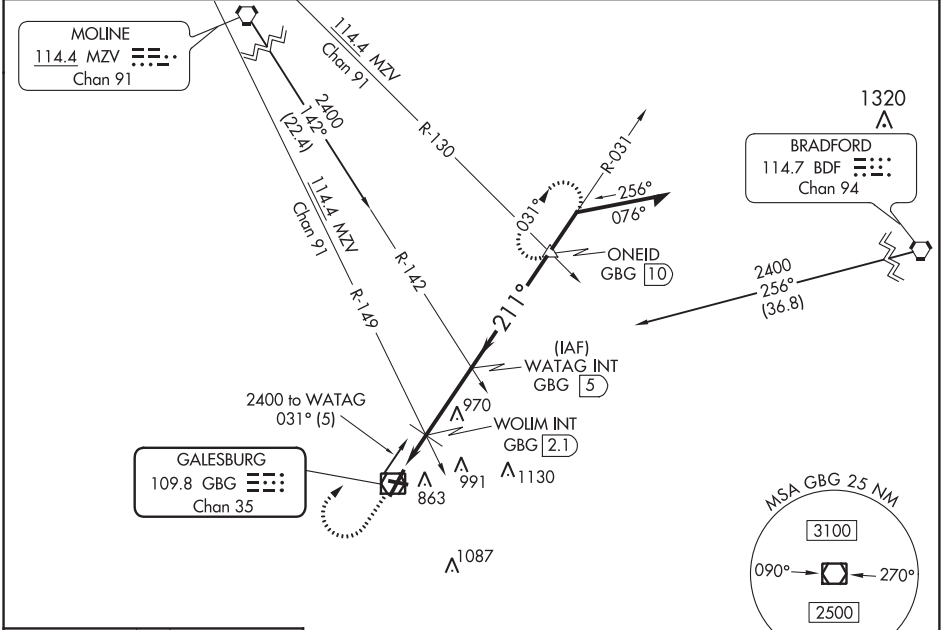 MOLINE
114.4 MZV
Chan 91
114.4 MZV
Chan 91
2400
142°
(22.4)
R-130
R-031
1320
BRADFORD
114.7 BDF
Chan 94
114.4 MZV
Chan 91
031°
256°
076°
ONEID
GBG 10
R-142
2400
256°
(36.8)
R-149
211°
(IAF)
WATAG INT
GBG 5
2400 to WATAG
031° (5)
970
WOLIM INT
GBG 2.1
GALESBURG
109.8 GBG
Chan 35
863
991
1130
1087
MSA GBG 25 NM
3100
090°
270°
2500